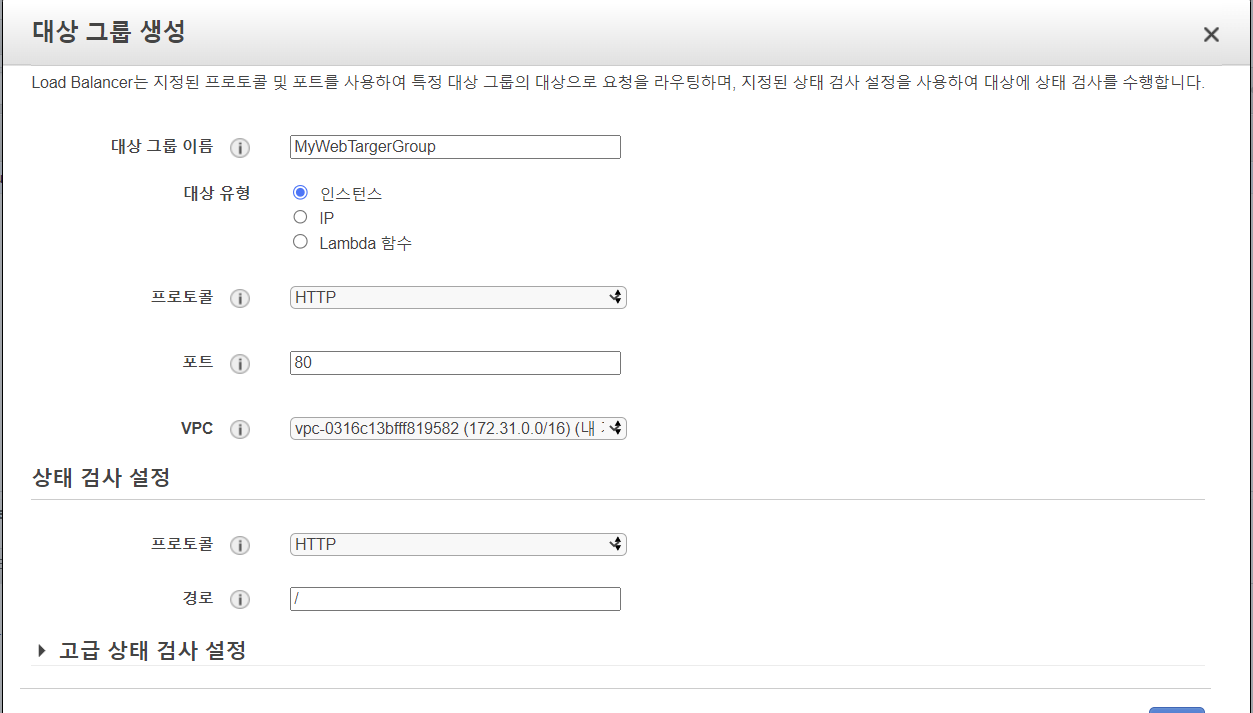 대상 그룹 생성
Load Balancer는 지정된 프로토콜 및 포트를 사용하여 특정 대상 그룹의 대상으로 요청을 라우팅하며, 지정된 상태 검사 설정을 사용하여 대상에 상태 검사를 수행합니다.
대상 그룹 이름 MyWebTargerGroup
대상 유형 인스턴스
IP
Lambda 함수
프로토콜 HTTP
포트 80
VPC vpc-0316c13bfff819582 (172.31.0.0/16) (내
상태 검사 설정
프로토콜 HTTP
경로 /
고급 상태 검사 설정